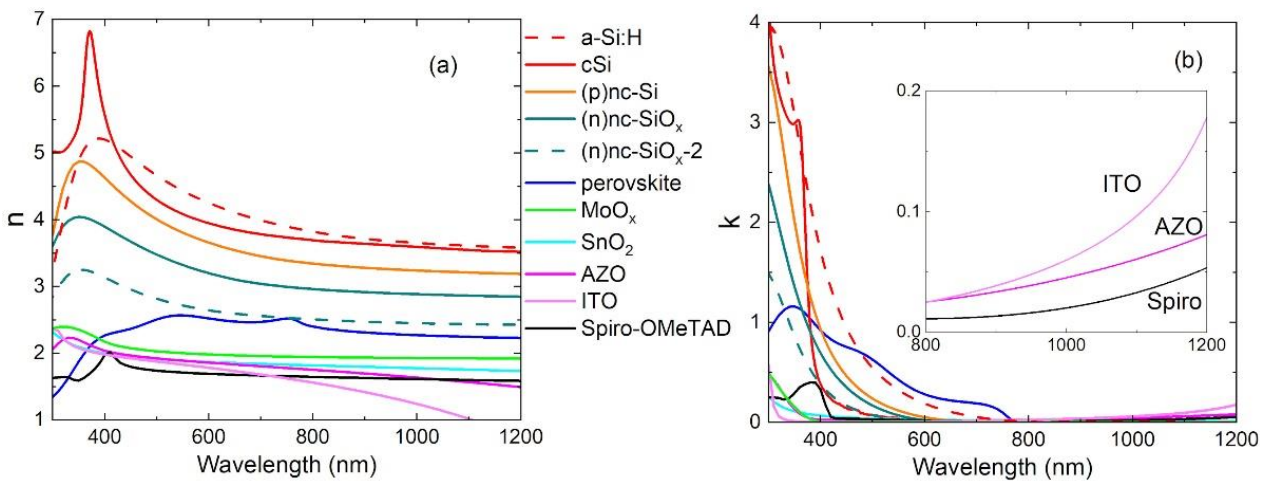 7
6
5
4
3
2
1
n
(a)
400 600 800 1000 1200
Wavelength (nm)
a-Si:H
cSi
(p)nc-Si
(n)nc-SiOₓ
(n)nc-SiOₓ-2
perovskite
MoOₓ
SnO₂
AZO
ITO
Spiro-OMeTAD
4
3
2
1
0
k
(b)
0.2
0.1
0.0
ITO
AZO
Spiro
800 1000 1200
400 600 800 1000 1200
Wavelength (nm)